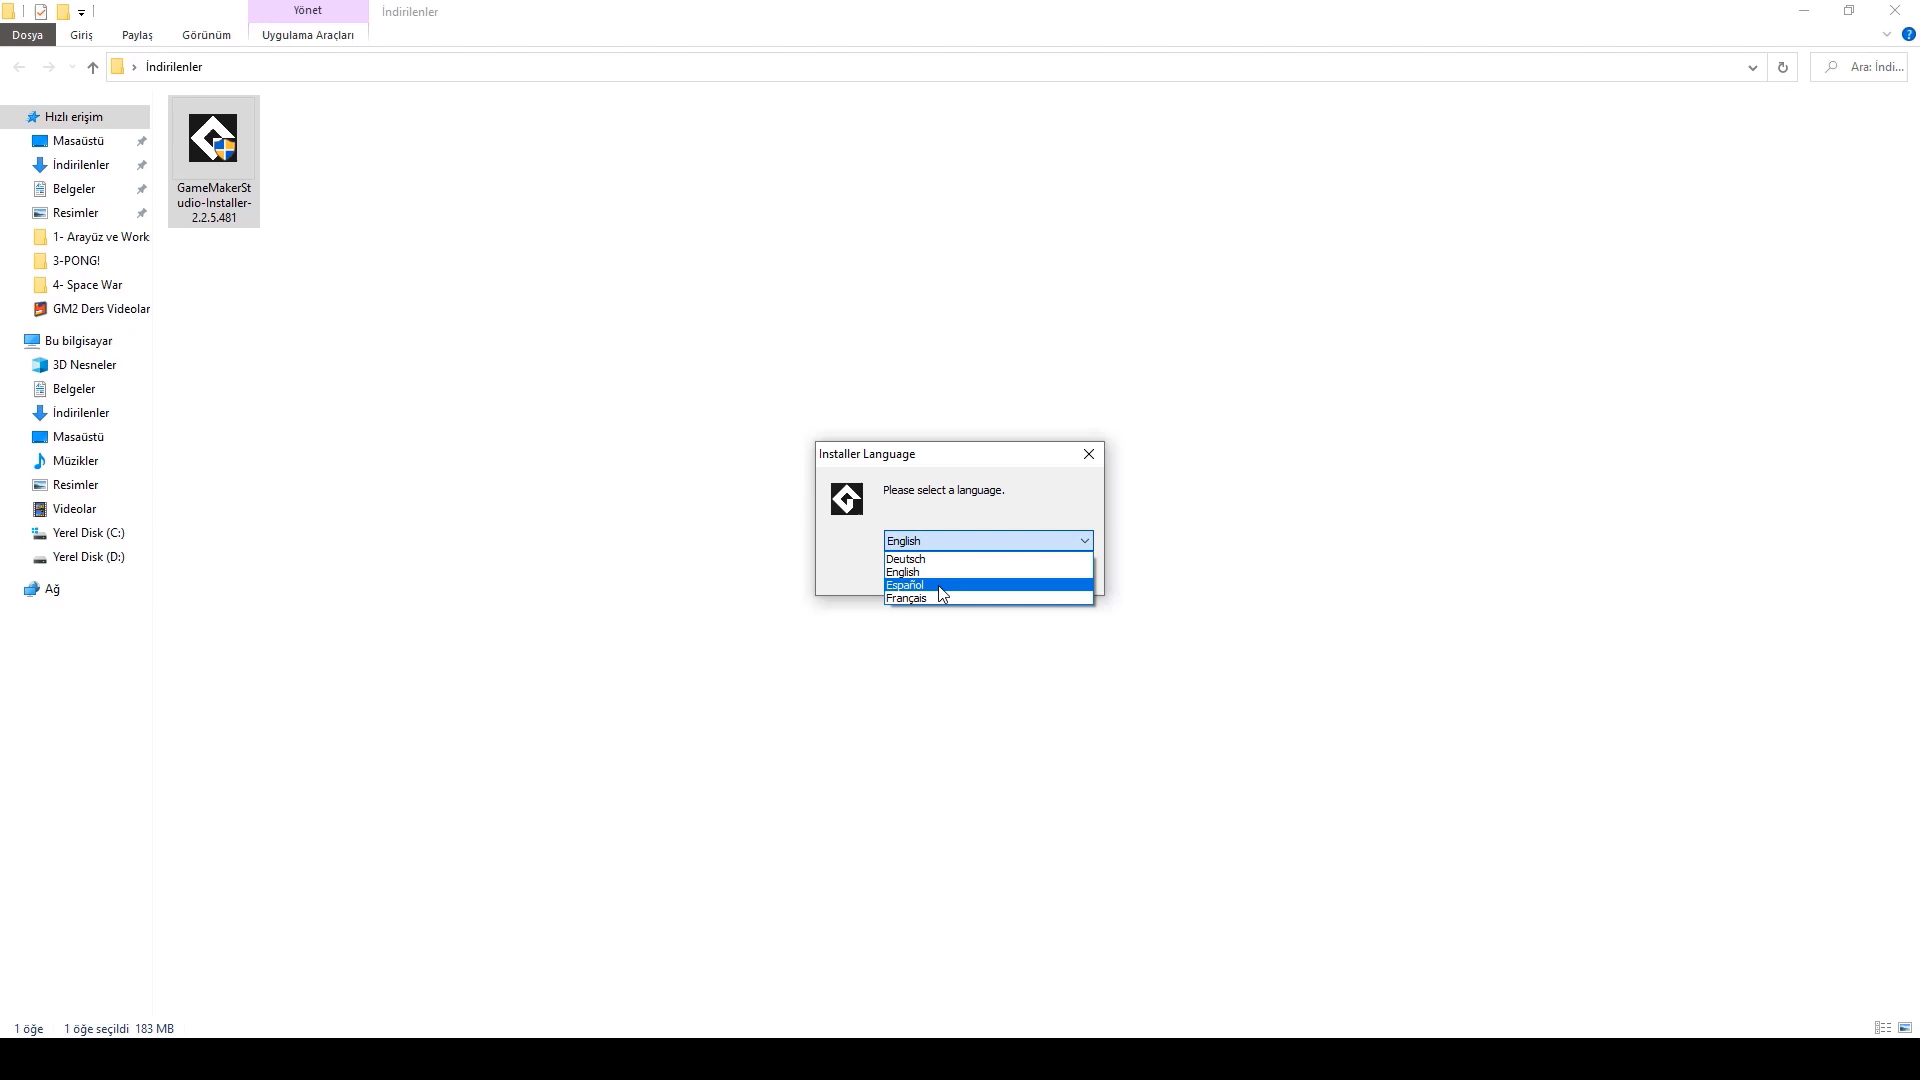 Yönet
İndirilenler
Dosya
Giriş
Paylaş
Görünüm
Uygulama Araçları
İndirilenler
Ara: İndi...
Hızlı erişim
Masaüstü
İndirilenler
Belgeler
Resimler
1- Arayüz ve Work
3-PONG!
4- Space War
GM2 Ders Videolar
Bu bilgisayar
3D Nesneler
Belgeler
İndirilenler
Masaüstü
Müzikler
Resimler
Videolar
Yerel Disk (C:)
Yerel Disk (D:)
Ağ
GameMakerSt
udio-Installer-
2.2.5.481
Installer Language
Please select a language.
English
Deutsch
English
Español
Français
1 öğe
1 öğe seçildi 183 MB